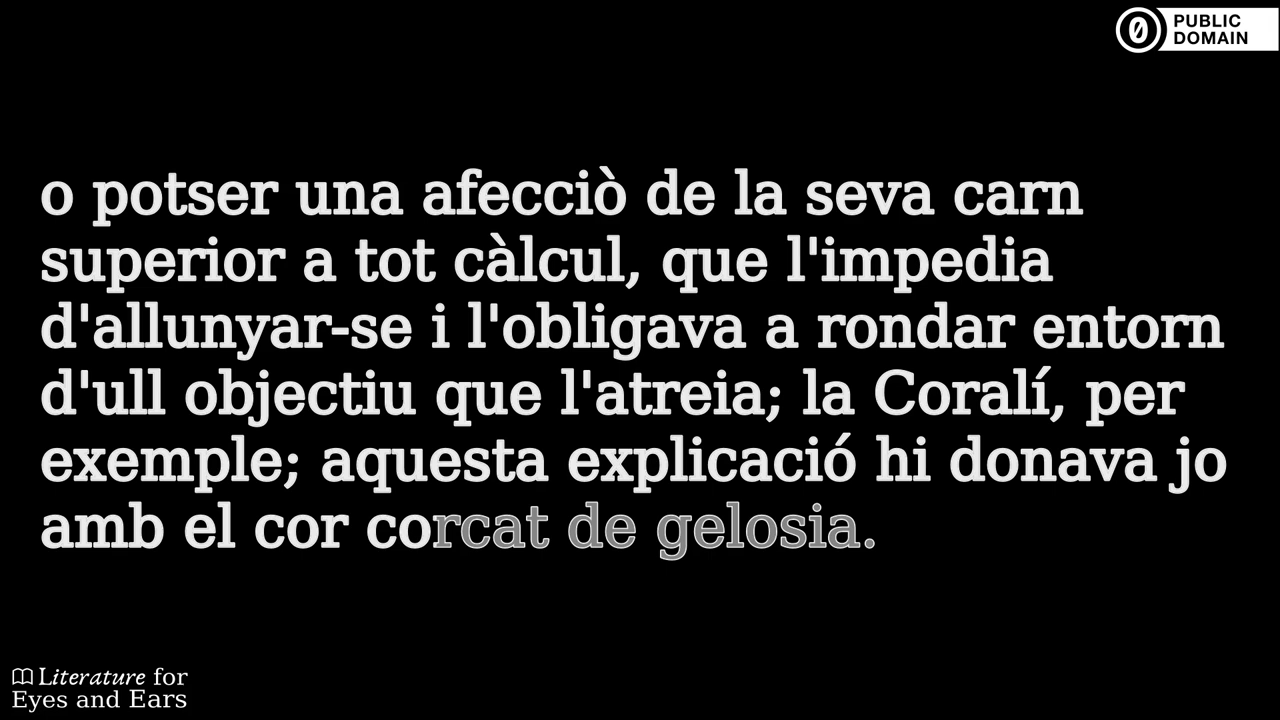 PUBLIC
DOMAIN
o potser una afecciò de la seva carn
superior a tot càlcul, que l'impedia
d'allunyar-se i l'obligava a rondar entorn
d'ull objectiu que l'atreia; la Coralí, per
exemple; aquesta explicació hi donava jo
amb el cor corcat de gelosia.
Literature for
Eyes and Ears